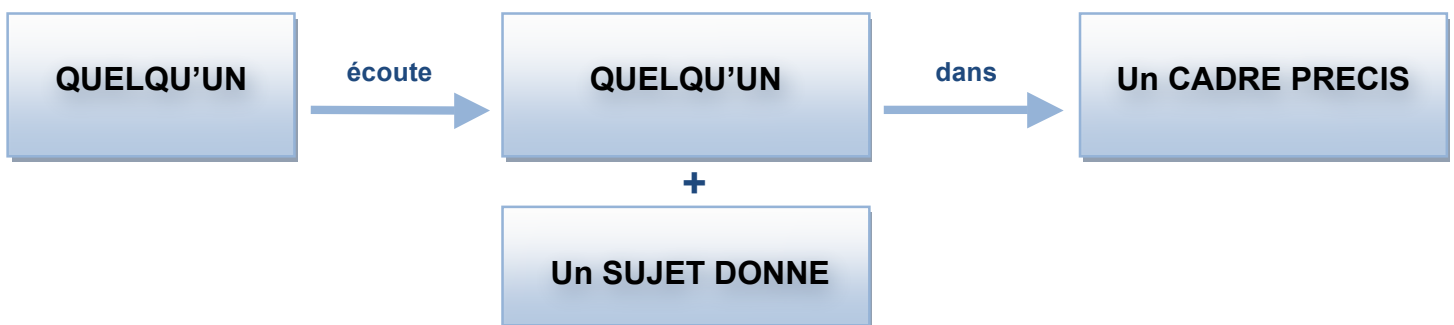 QUELQU’UN
écoute
QUELQU’UN
dans
Un CADRE PRECIS
+
Un SUJET DONNE